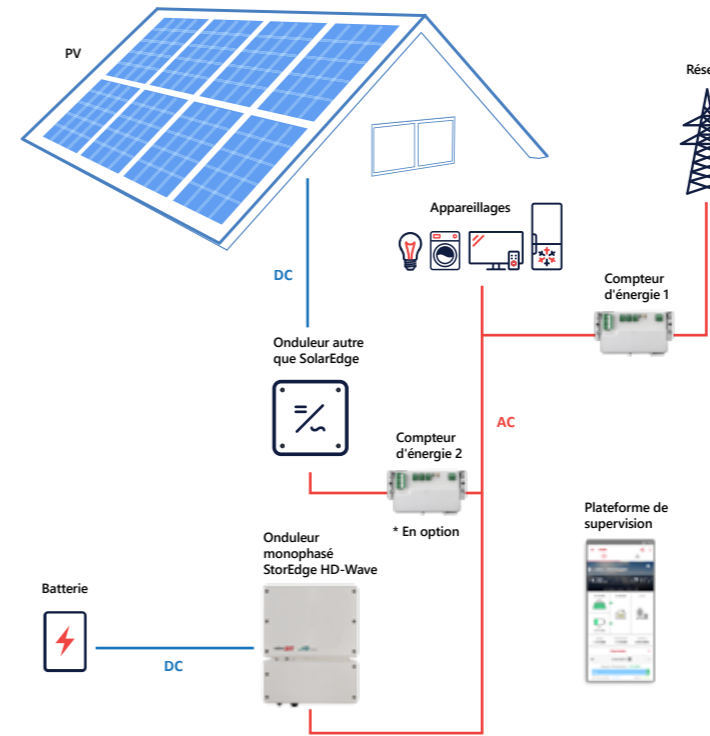 PV
Rése
Appareillages
Compteur
d'énergie 1
DC
Onduleur autre
que SolarEdge
AC
Compteur
d'énergie 2
* En option
Plateforme de
supervision
Onduleur
monophasé
StorEdge HD-Wave
Batterie
DC